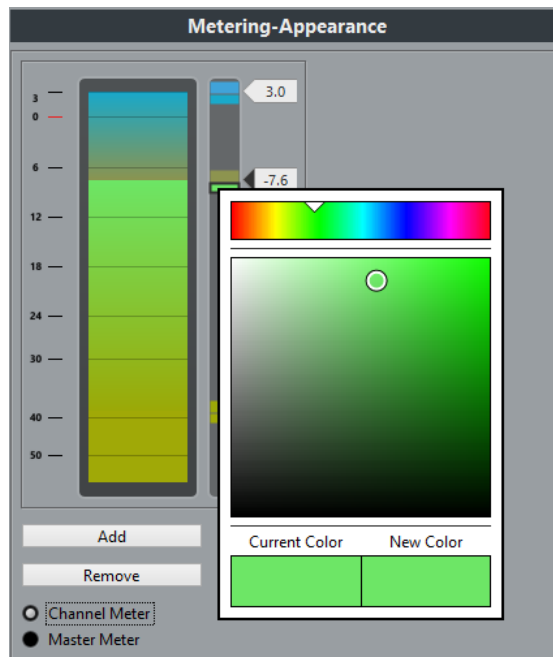 Metering-Appearance
3
3.0
0
6
-7.6
12
18
24
30
40
50
Add
Remove
Channel Meter
Master Meter
Current Color
New Color